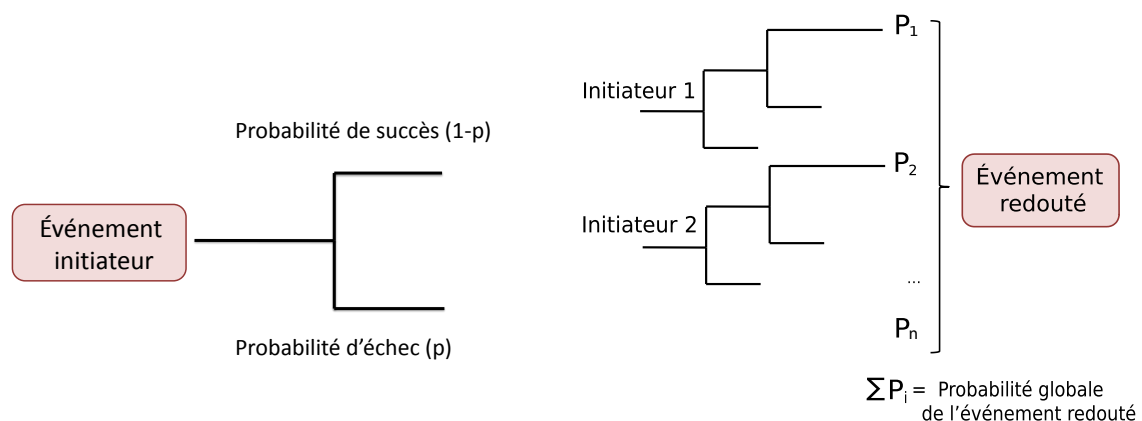 Probabilité de succès (1-p)
Événement
initiateur
Probabilité d’échec (p)
Initiateur 1
P1
Initiateur 2
P2
...
Pn
Événement
redouté
∑Pi = Probabilité globale
de l’événement redouté